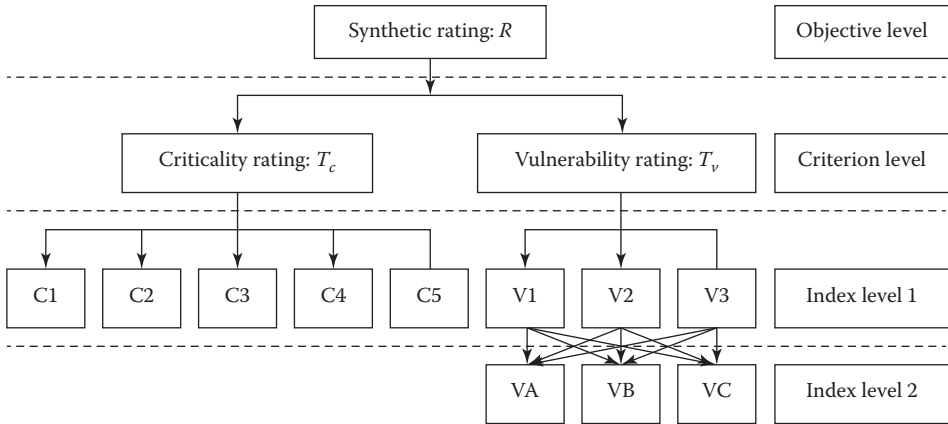 Synthetic rating: R
Objective level
Criticality rating: Tc
Vulnerability rating: Tv
Criterion level
C1
C2
C3
C4
C5
V1
V2
V3
Index level 1
VA
VB
VC
Index level 2